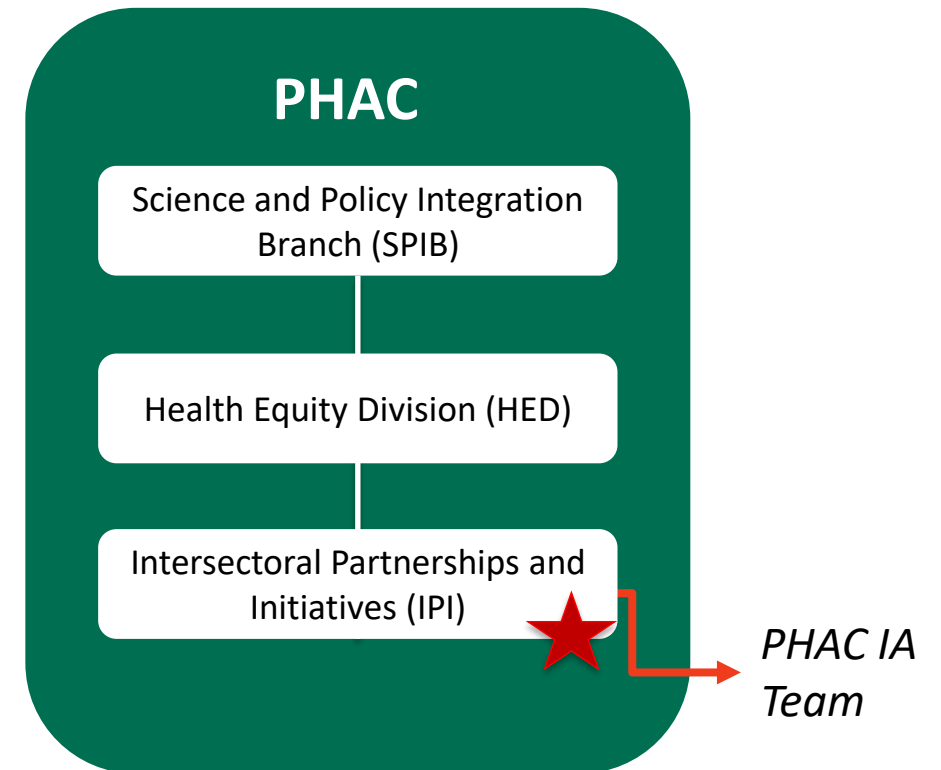 PHAC
Science and Policy Integration
Branch (SPIB)
Health Equity Division (HED)
Intersectoral Partnerships and
Initiatives (IPI)
PHAC IA
Team